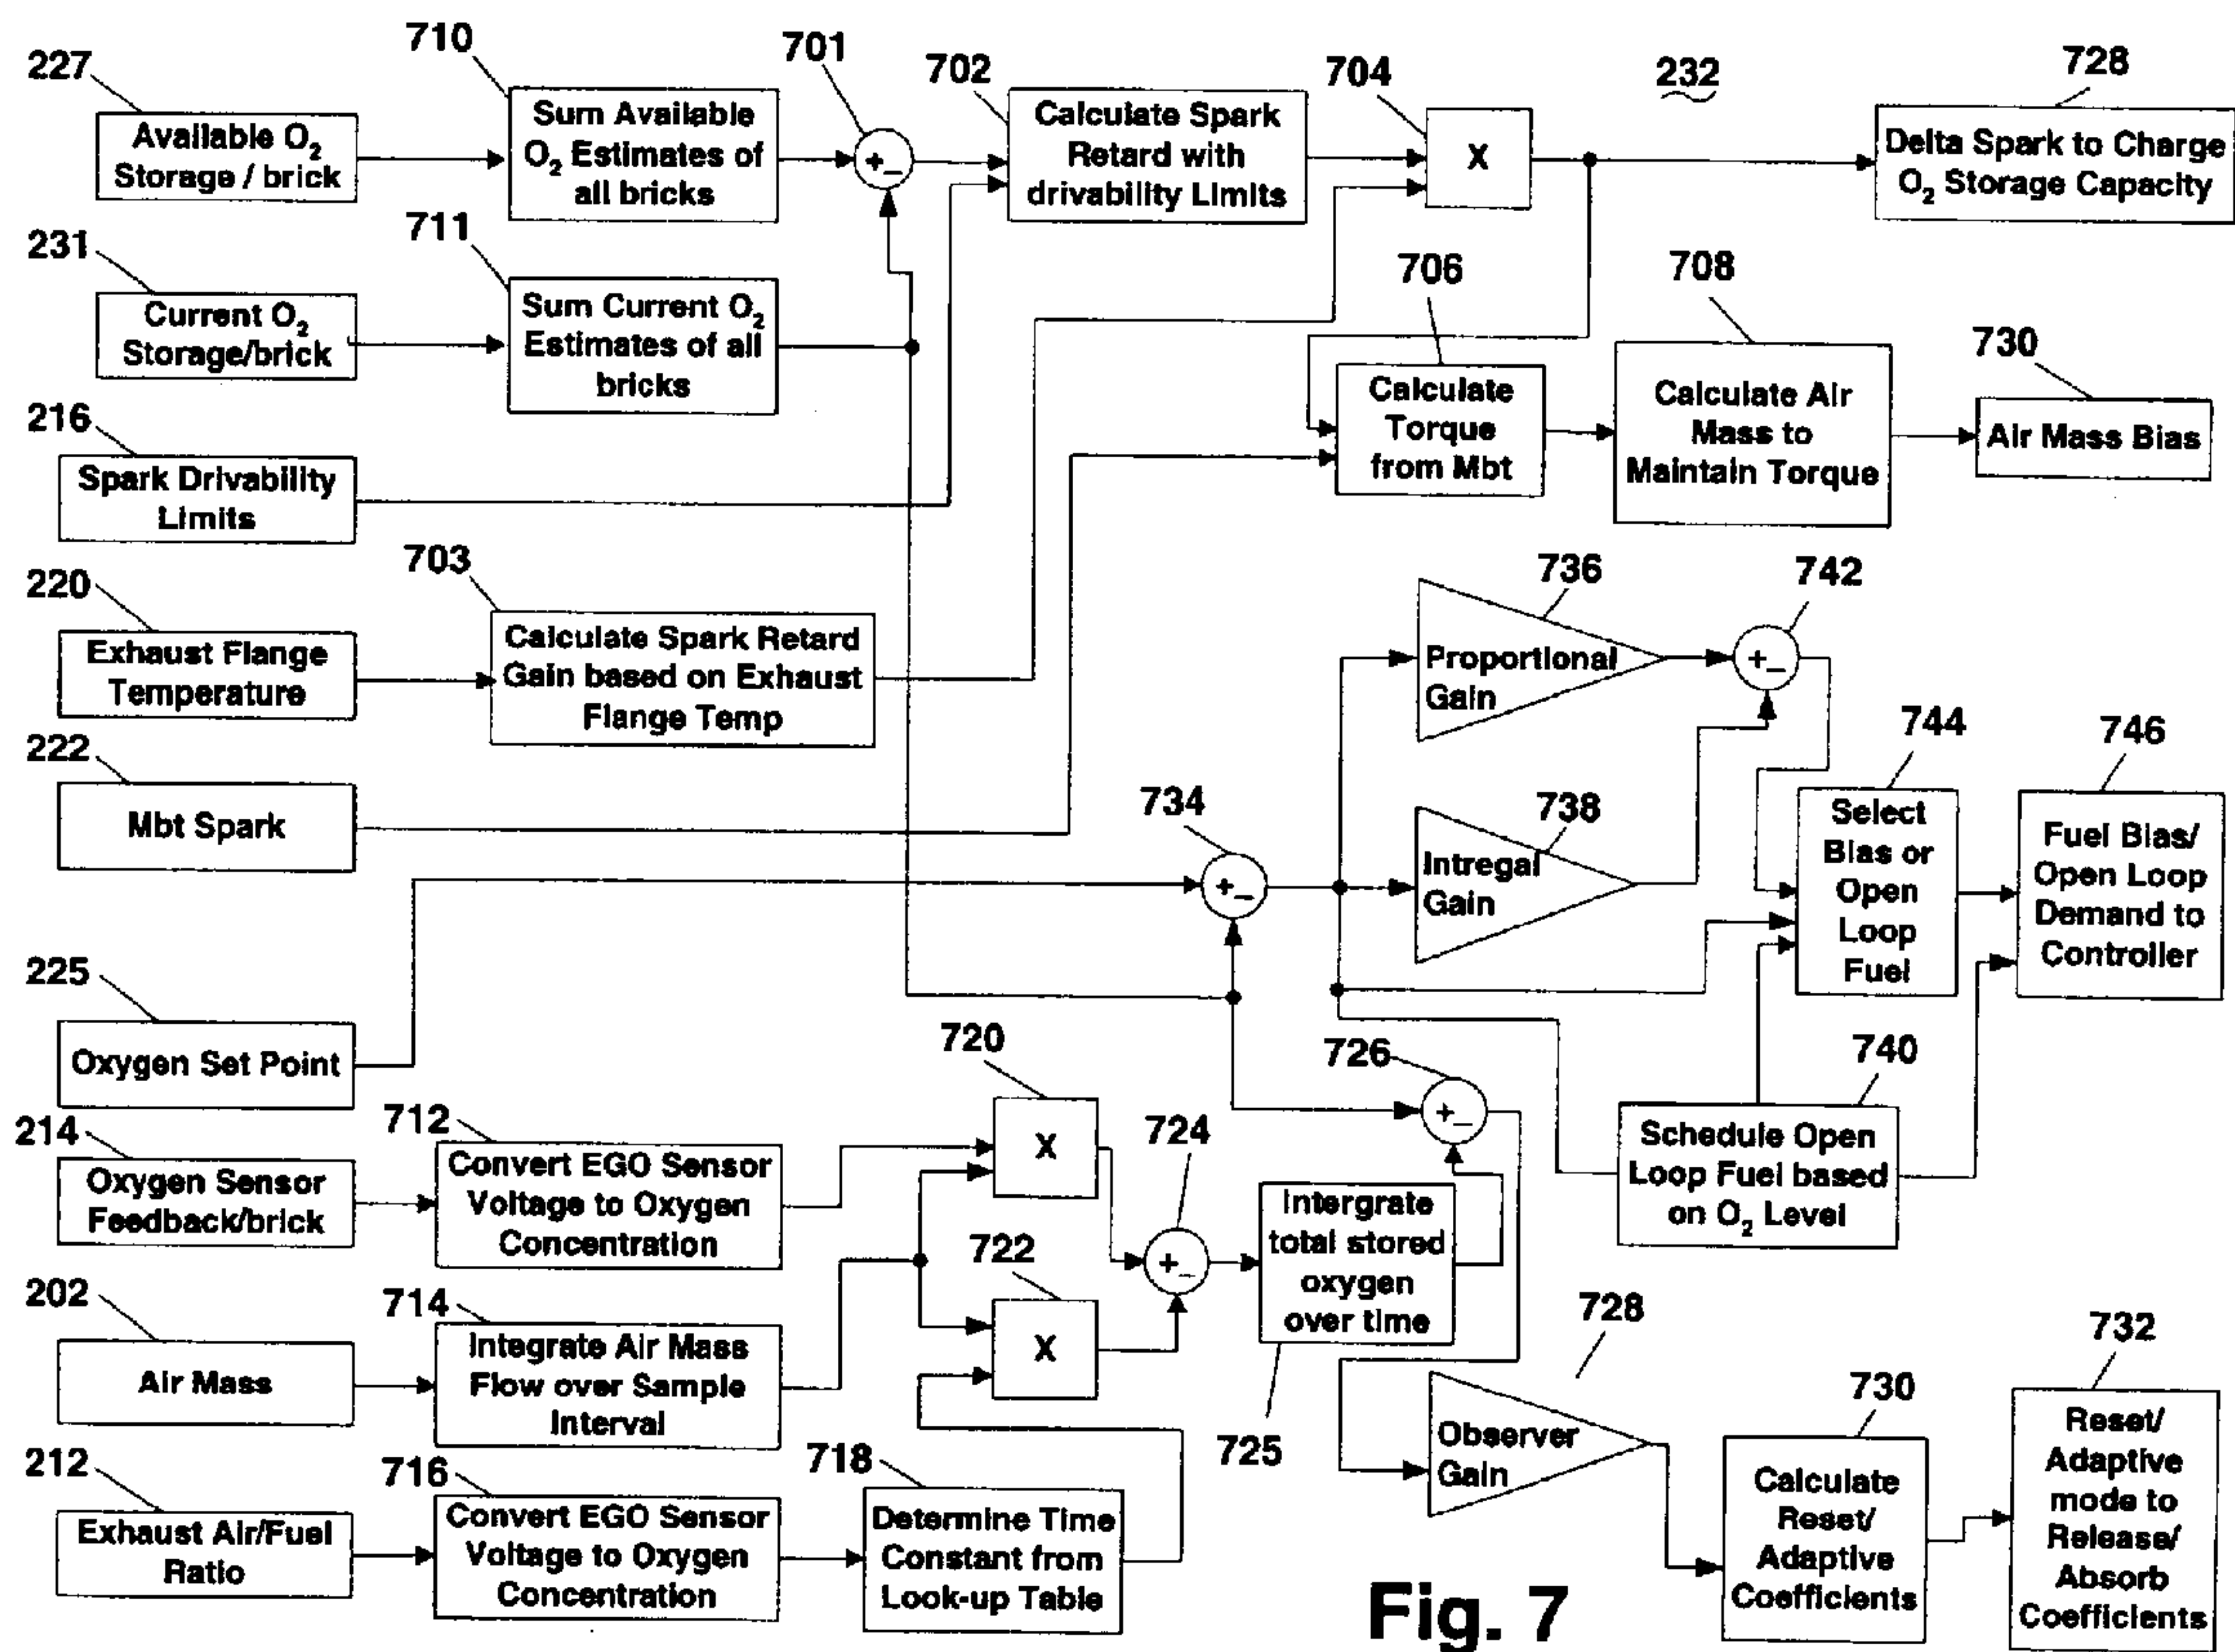 227
Available O₂
Storage / brick
710
Sum Available
O₂ Estimates of
all bricks
701
+_
702
Calculate Spark
Retard with
drivability Limits
704
X
232
728
Delta Spark to Charge
O₂ Storage Capacity
231
Current O₂
Storage/brick
711
Sum Current O₂
Estimates of all
bricks
706
Calculate
Torque
from Mbt
708
Calculate Air
Mass to
Maintain Torque
730
Air Mass Bias
216
Spark Drivability
Limits
220
Exhaust Flange
Temperature
703
Calculate Spark Retard
Gain based on Exhaust
Flange Temp
736
Proportional
Gain
742
+_
222
Mbt Spark
734
+_
738
Intregal
Gain
744
Select
Bias or
Open
Loop
Fuel
746
Fuel Bias/
Open Loop
Demand to
Controller
225
Oxygen Set Point
740
Schedule Open
Loop Fuel based
on O₂ Level
214
Oxygen Sensor
Feedback/brick
712
Convert EGO Sensor
Voltage to Oxygen
Concentration
720
X
724
+_
726
+_
202
Air Mass
714
Integrate Air Mass
Flow over Sample
Interval
722
X
Intergrate
total stored
oxygen
over time
725
728
Observer
Gain
730
Calculate
Reset/
Adaptive
Coefficients
732
Reset/
Adaptive
mode to
Release/
Absorb
Coefficients
212
Exhaust Air/Fuel
Ratio
716
Convert EGO Sensor
Voltage to Oxygen
Concentration
718
Determine Time
Constant from
Look-up Table
Fig. 7